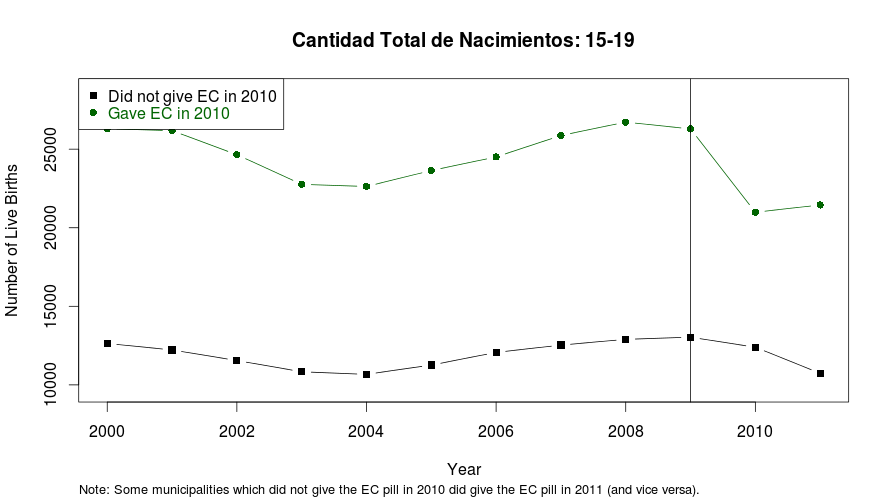 Cantidad Total de Nacimientos: 15-19
Did not give EC in 2010
Gave EC in 2010
Number of Live Births
25000
20000
15000
10000
2000 2002 2004 2006 2008 2010
Year
Note: Some municipalities which did not give the EC pill in 2010 did give the EC pill in 2011 (and vice versa).